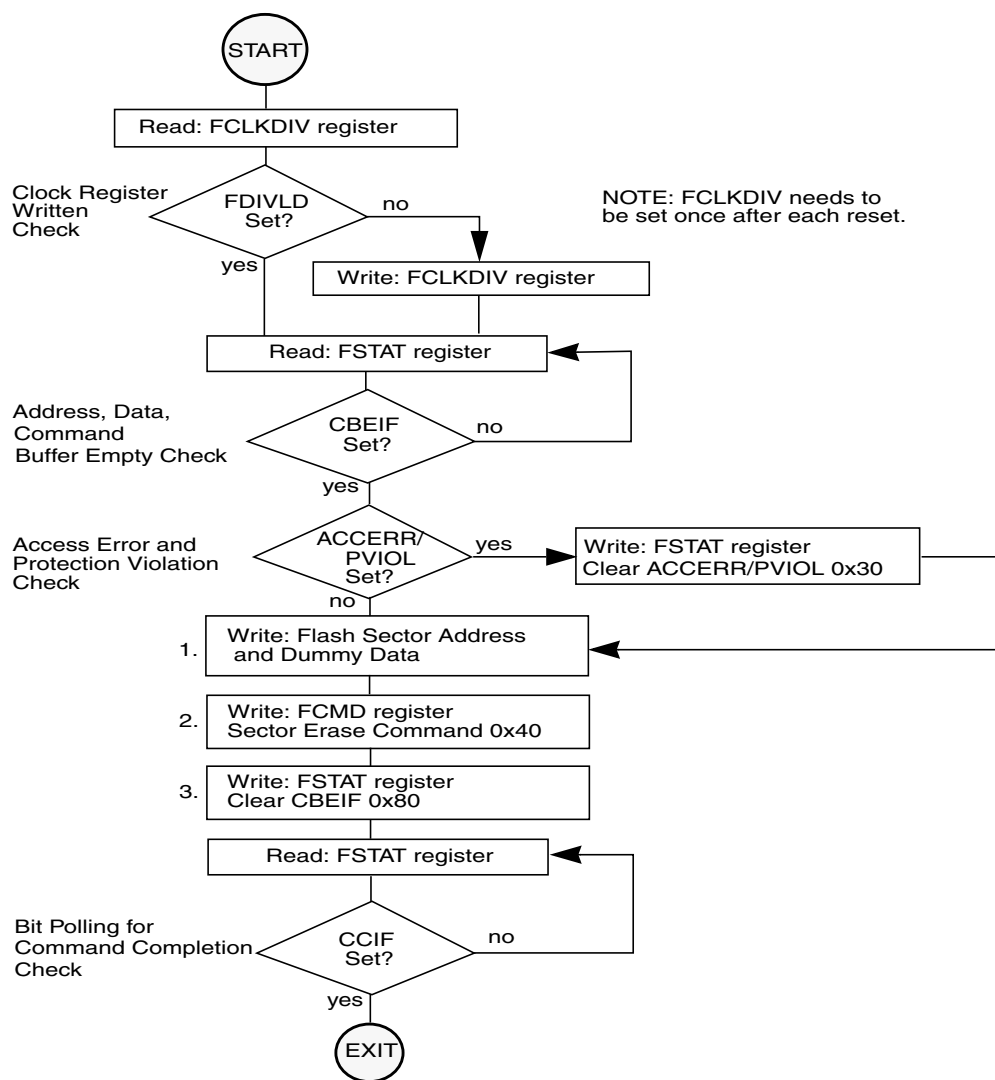 START
Read: FCLKDIV register
Clock Register
Written
Check
FDIVLD
Set?
no
yes
NOTE: FCLKDIV needs to
be set once after each reset.
Write: FCLKDIV register
Read: FSTAT register
Address, Data,
Command
Buffer Empty Check
CBEIF
Set?
no
yes
Access Error and
Protection Violation
Check
ACCERR/
PVIOL
Set?
yes
no
Write: FSTAT register
Clear ACCERR/PVIOL 0x30
1.
Write: Flash Sector Address
and Dummy Data
2.
Write: FCMD register
Sector Erase Command 0x40
3.
Write: FSTAT register
Clear CBEIF 0x80
Read: FSTAT register
Bit Polling for
Command Completion
Check
CCIF
Set?
no
yes
EXIT